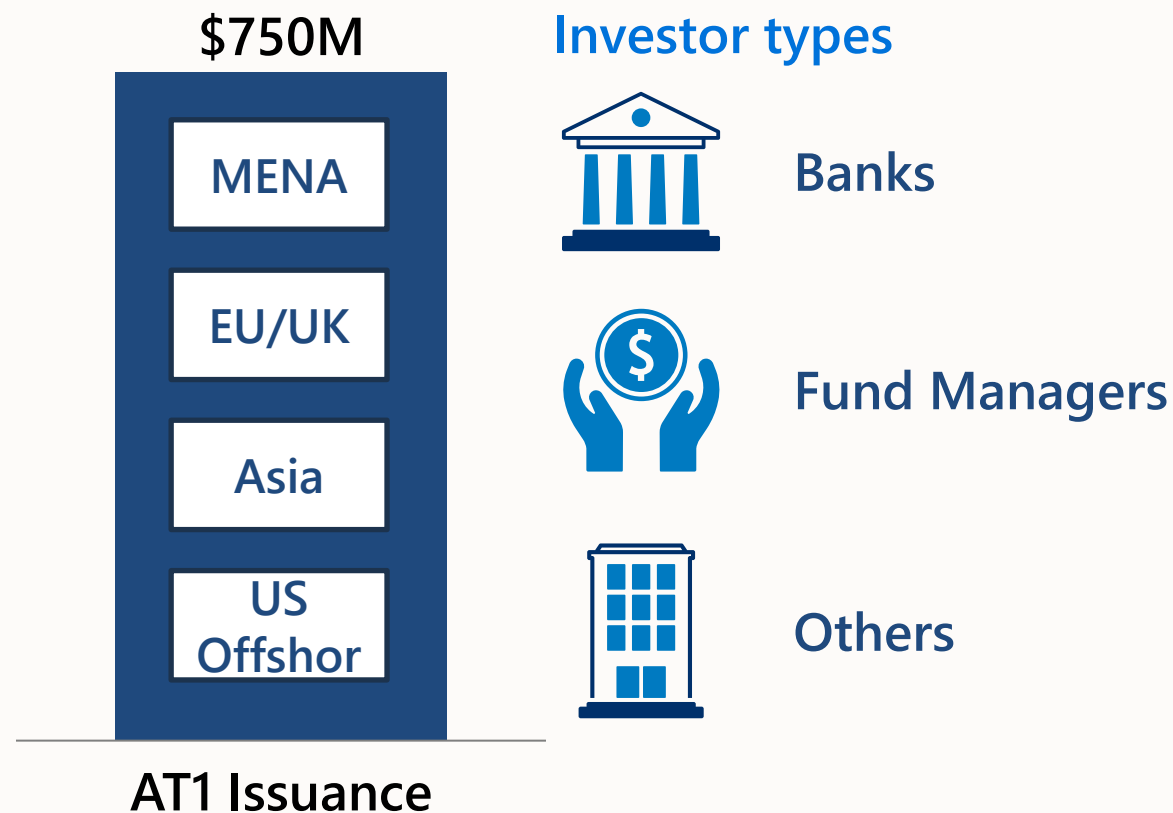 $750M
MENA
EU/UK
Asia
US
Offshor
AT1 Issuance
Investor types
Banks
$
Fund Managers
Others